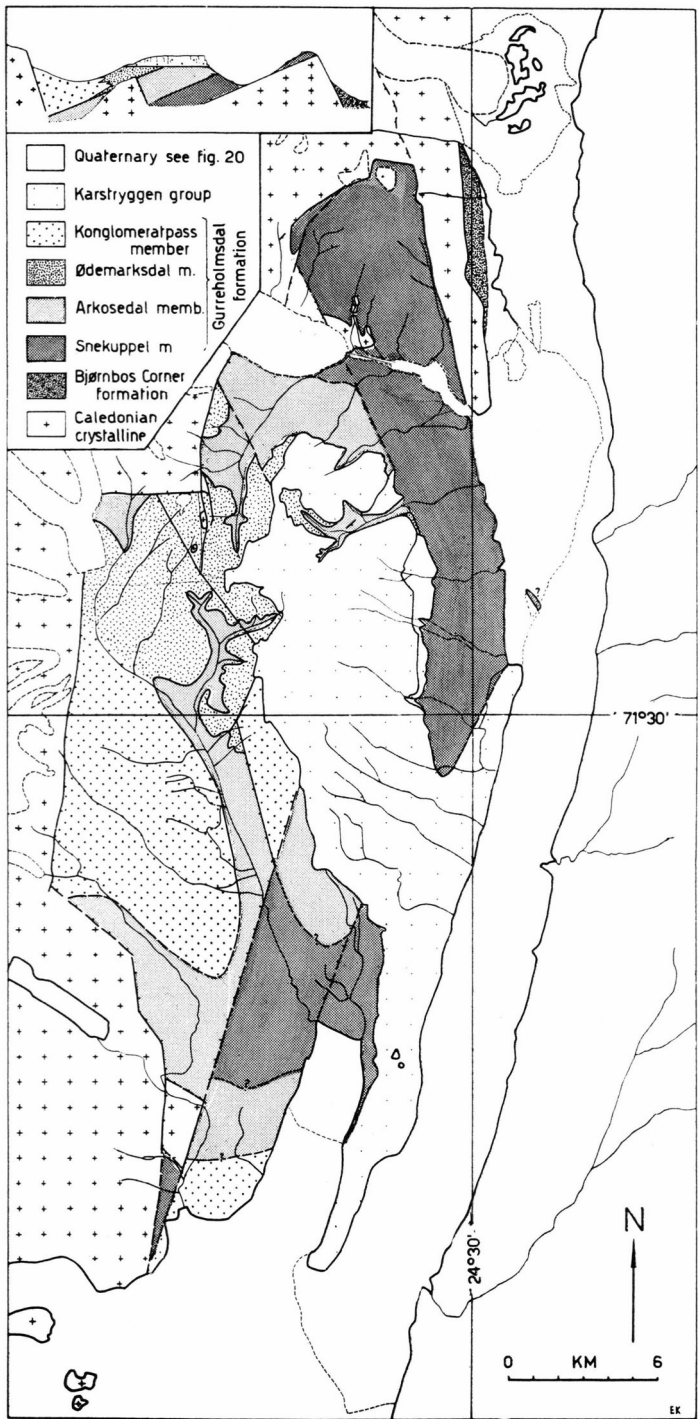 Quaternary see fig. 20
Karstryggen group
Konglomeratpass
member
Ødemarksdal m.
Arkosedal memb.
Snekuppel m
Gurreholmsdal
formation
Bjørnbos Corner
formation
Caledonian
crystalline
71°30'
?
?
?
?
24°30'
N
0 KM 6
EK